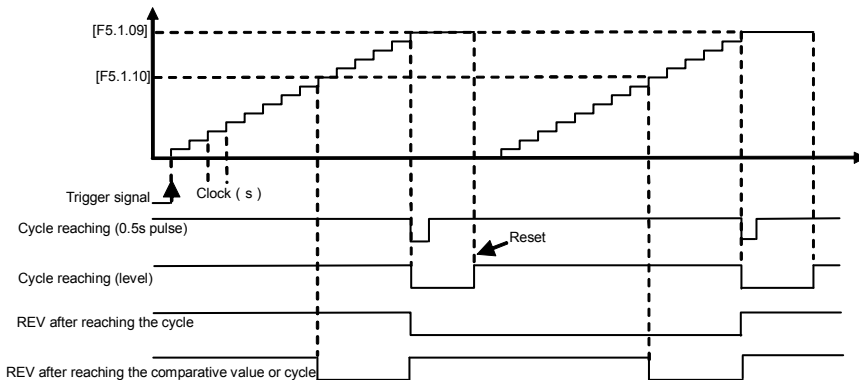 [F5.1.09]
[F5.1.10]
Trigger signal
Clock ( s )
Cycle reaching (0.5s pulse)
Reset
Cycle reaching (level)
REV after reaching the cycle
REV after reaching the comparative value or cycle